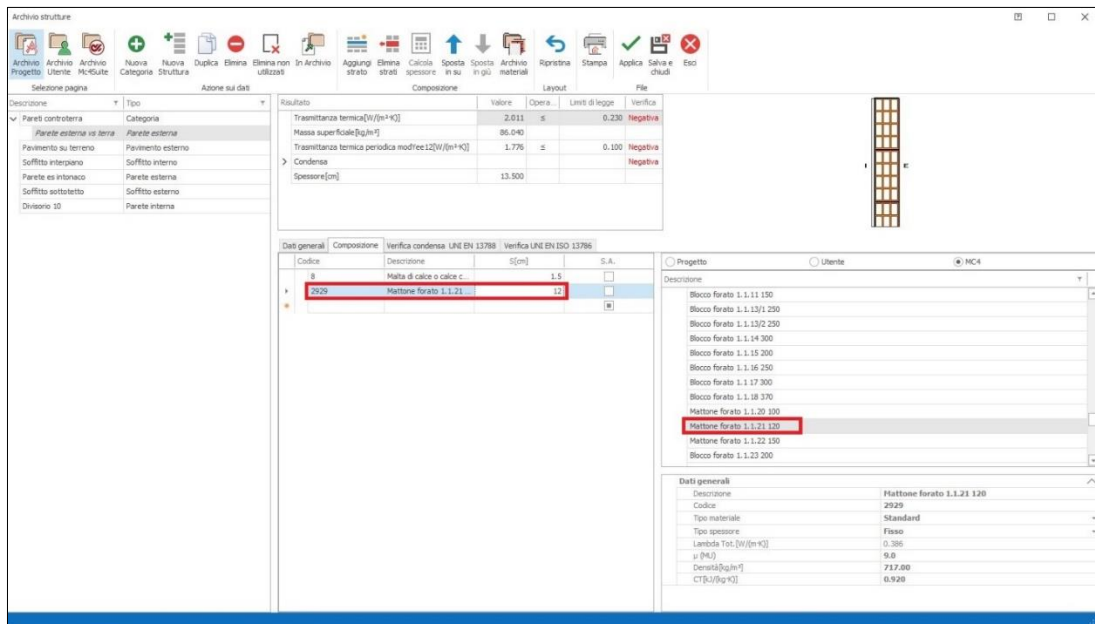 Archivio strutture
Archivio Progetto Archivio Utente Archivio Mc4Suite Nuova Categoria Nuova Struttura Duplica Elimina Elimina non utilizzati In Archivio Aggiungi strato Elimina strati Calcola spessore Sposta in su Sposta in giù Archivio materiali Ripristina Stampa Applica Salva e chiudi Esci
Selezione pagina Azione sui dati Composizione Layout File
Descrizione Tipo
Pareti controterra Categoria
Parete esterna vs terra Parete esterna
Pavimento su terreno Pavimento esterno
Soffitto interpiano Soffitto interno
Parete es intonaco Parete esterna
Soffitto sottotetto Soffitto esterno
Divisorio 10 Parete interna
Risultato Valore Opera... Limiti di legge Verifica
Trasmittanza termica[W/(m²·K)] 2.011 ≤ 0.230 Negativa
Massa superficiale[kg/m²] 86.040
Trasmittanza termica periodica modYee12[W/(m²·K)] 1.776 ≤ 0.100 Negativa
Condensa Negativa
Spessore[cm] 13.500
I E
Dati generali Composizione Verifica condensa UNI EN 13788 Verifica UNI EN ISO 13786
Codice Descrizione S[cm] S.A.
8 Malta di calce o calce c... 1.5
2929 Mattone forato 1.1.21 ... 12
Progetto Utente MC4
Descrizione
Blocco forato 1.1.11 150
Blocco forato 1.1.13/1 250
Blocco forato 1.1.13/2 250
Blocco forato 1.1.14 300
Blocco forato 1.1.15 200
Blocco forato 1.1.16 250
Blocco forato 1.1 17 300
Blocco forato 1.1.18 370
Mattone forato 1.1.20 100
Mattone forato 1.1.21 120
Mattone forato 1.1.22 150
Blocco forato 1.1.23 200
Dati generali
Descrizione Mattone forato 1.1.21 120
Codice 2929
Tipo materiale Standard
Tipo spessore Fisso
Lambda Tot.[W/(m·K)] 0.386
μ (MU) 9.0
Densità[kg/m³] 717.00
CT[kJ/(kg·K)] 0.920